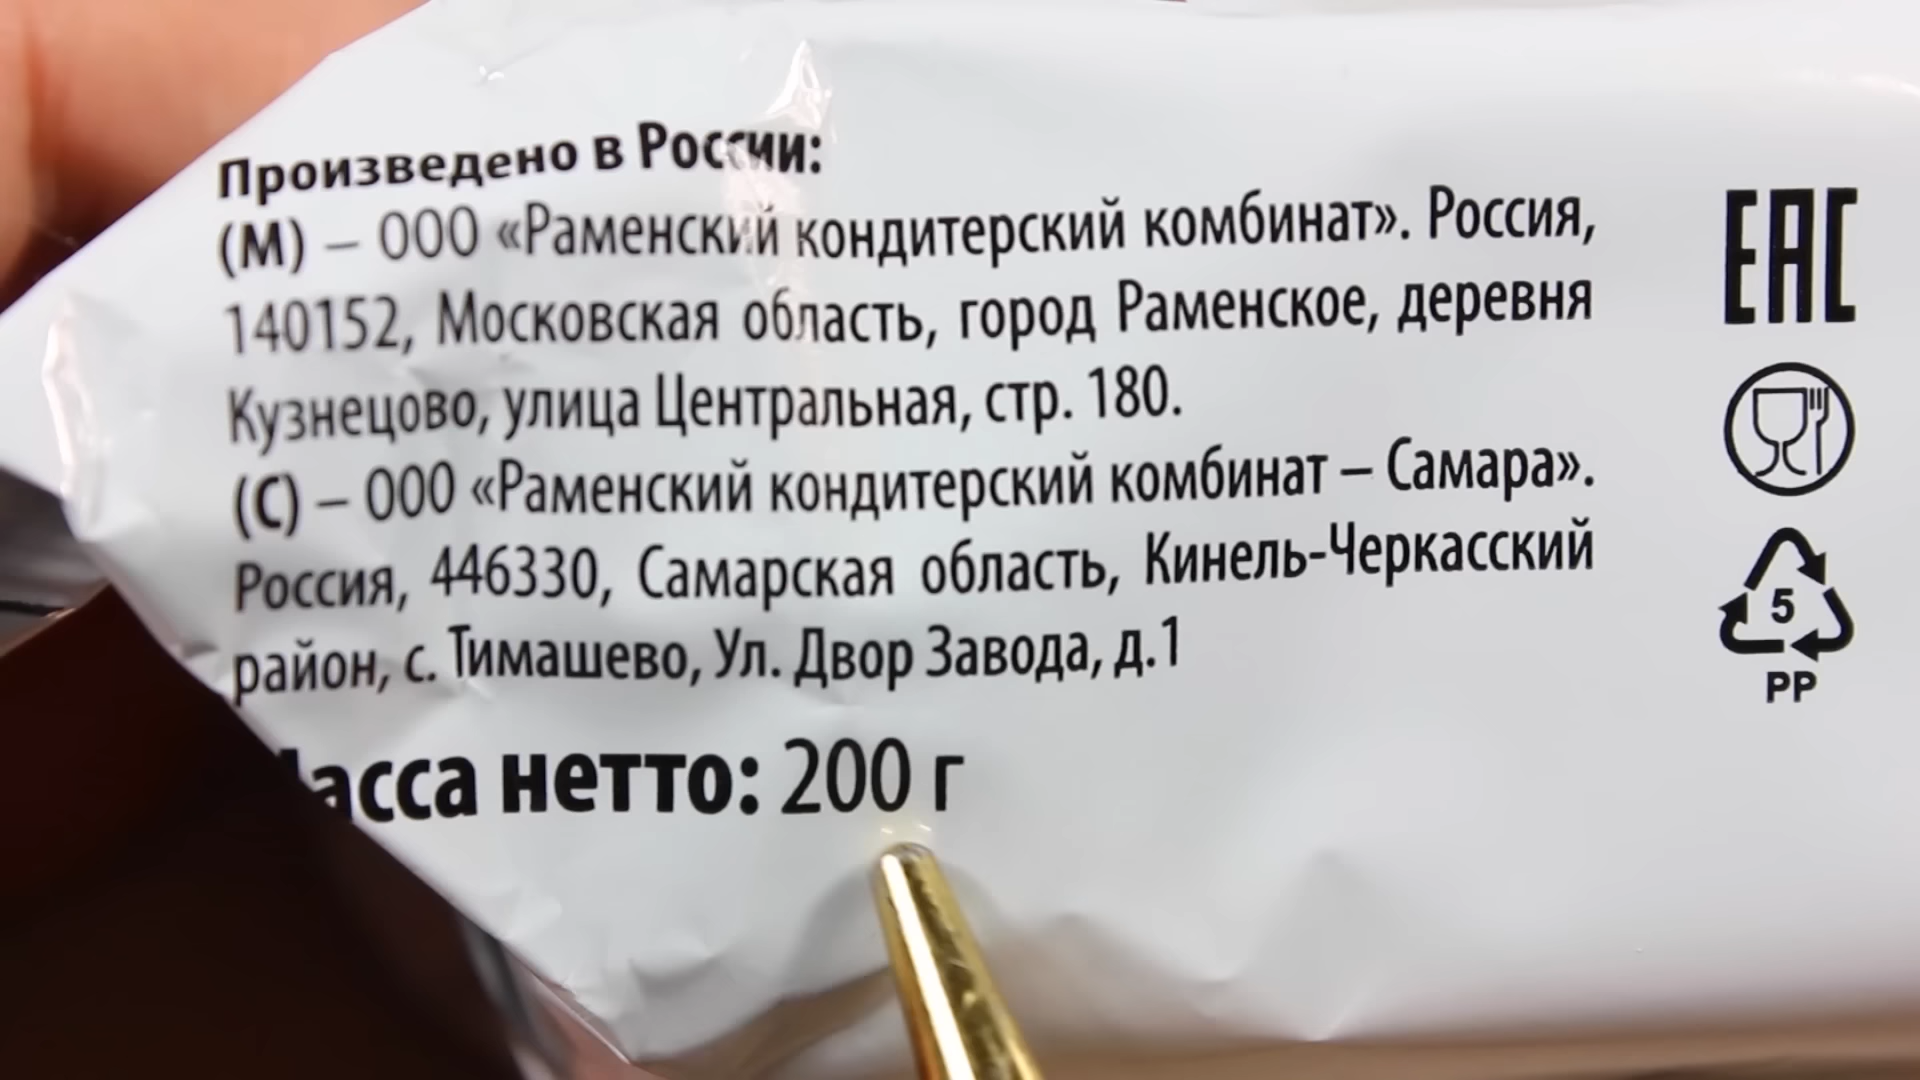 Произведено в России:
(М) – ООО «Раменский кондитерский комбинат». Россия,
140152, Московская область, город Раменское, деревня
Кузнецово, улица Центральная, стр. 180.
(С) – ООО «Раменский кондитерский комбинат – Самара».
Россия, 446330, Самарская область, Кинель-Черкасский
район, с. Тимашево, Ул. Двор Завода, д.1
Масса нетто: 200 г
EAC
5
PP